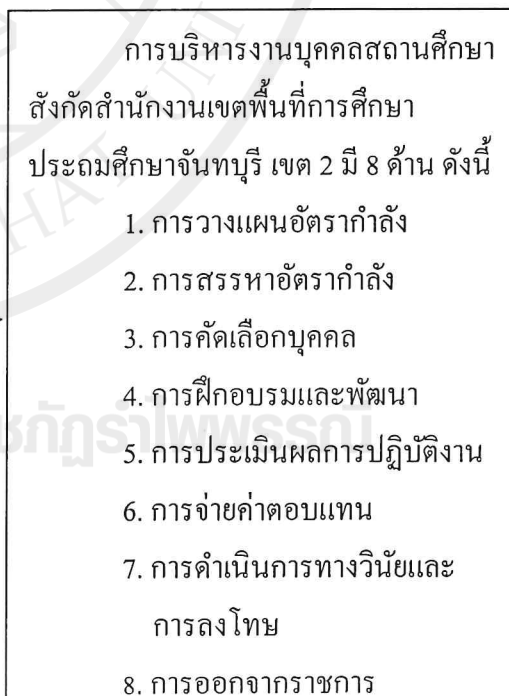 การบริหารงานบุคคลสถานศึกษา
สังกัดสำนักงานเขตพื้นที่การศึกษา
ประถมศึกษาจันทบุรี เขต 2 มี 8 ด้าน ดังนี้
1. การวางแผนอัตรากำลัง
2. การสรรหาอัตรากำลัง
3. การคัดเลือกบุคคล
4. การฝึกอบรมและพัฒนา
5. การประเมินผลการปฏิบัติงาน
6. การจ่ายค่าตอบแทน
7. การดำเนินการทางวินัยและ
การลงโทษ
8. การออกจากราชการ